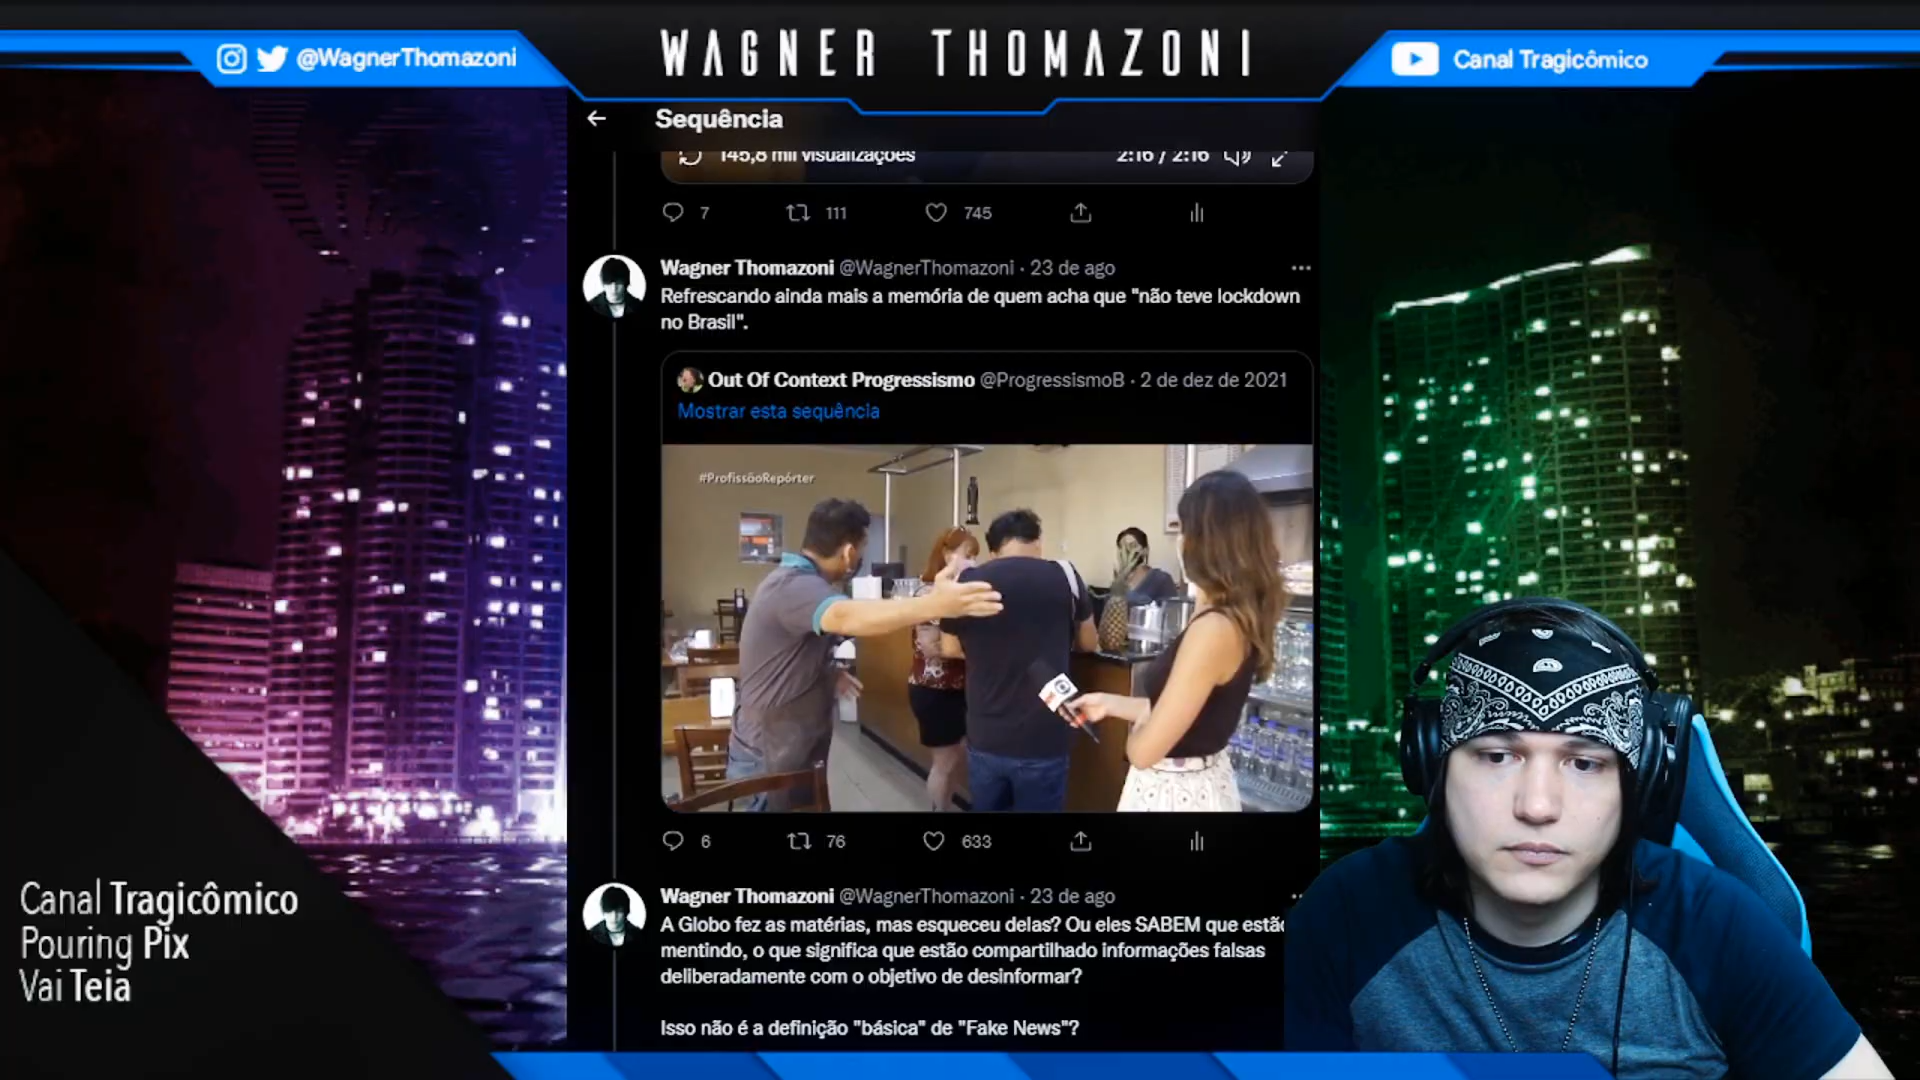 WAGNER THOMAZONI
@WagnerThomazoni
Canal Tragicômico
Sequência
145,8 mil visualizações 2:16 / 2:16
7 111 745
Wagner Thomazoni @WagnerThomazoni · 23 de ago
Refrescando ainda mais a memória de quem acha que "não teve lockdown
no Brasil".
Out Of Context Progressismo @ProgressismoB · 2 de dez de 2021
Mostrar esta sequência
#ProfissãoRepórter
6 76 633
Wagner Thomazoni @WagnerThomazoni · 23 de ago
A Globo fez as matérias, mas esqueceu delas? Ou eles SABEM que estão
mentindo, o que significa que estão compartilhado informações falsas
deliberadamente com o objetivo de desinformar?
Isso não é a definição "básica" de "Fake News"?
Canal Tragicômico
Pouring Pix
Vai Teia